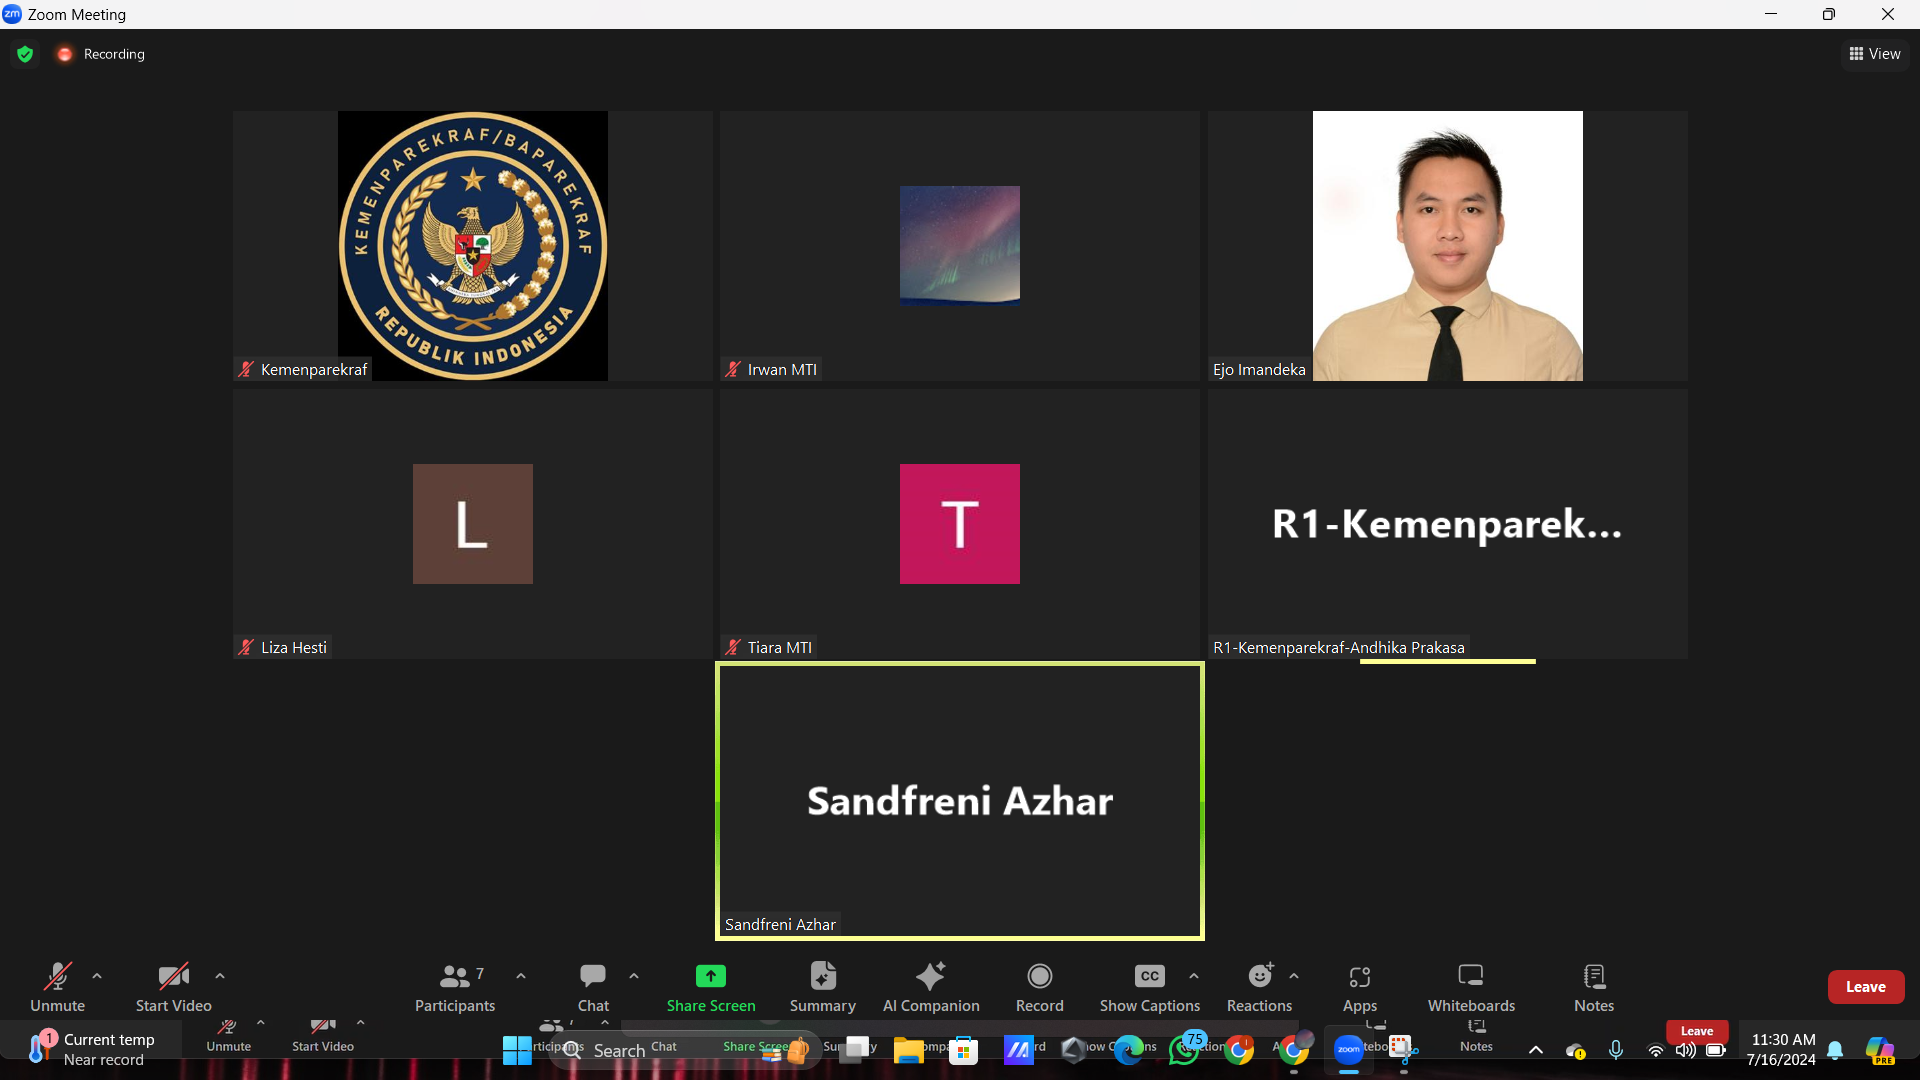 Zoom Meeting
Recording
View
KEMENPAREKRAF/BAPAREKRAF
REPUBLIK INDONESIA
Kemenparekraf
Irwan MTI
Ejo Imandeka
L
T
R1-Kemenparek...
Liza Hesti
Tiara MTI
R1-Kemenparekraf-Andhika Prakasa
Sandfreni Azhar
Sandfreni Azhar
7
CC
Unmute
Start Video
Participants
Chat
Share Screen
Summary
AI Companion
Record
Show Captions
Reactions
Apps
Whiteboards
Notes
Leave
1
Current temp
Near record
Unmute
Start Video
Search
Chat
75
zoom
Notes
Leave
11:30 AM
7/16/2024
PRE